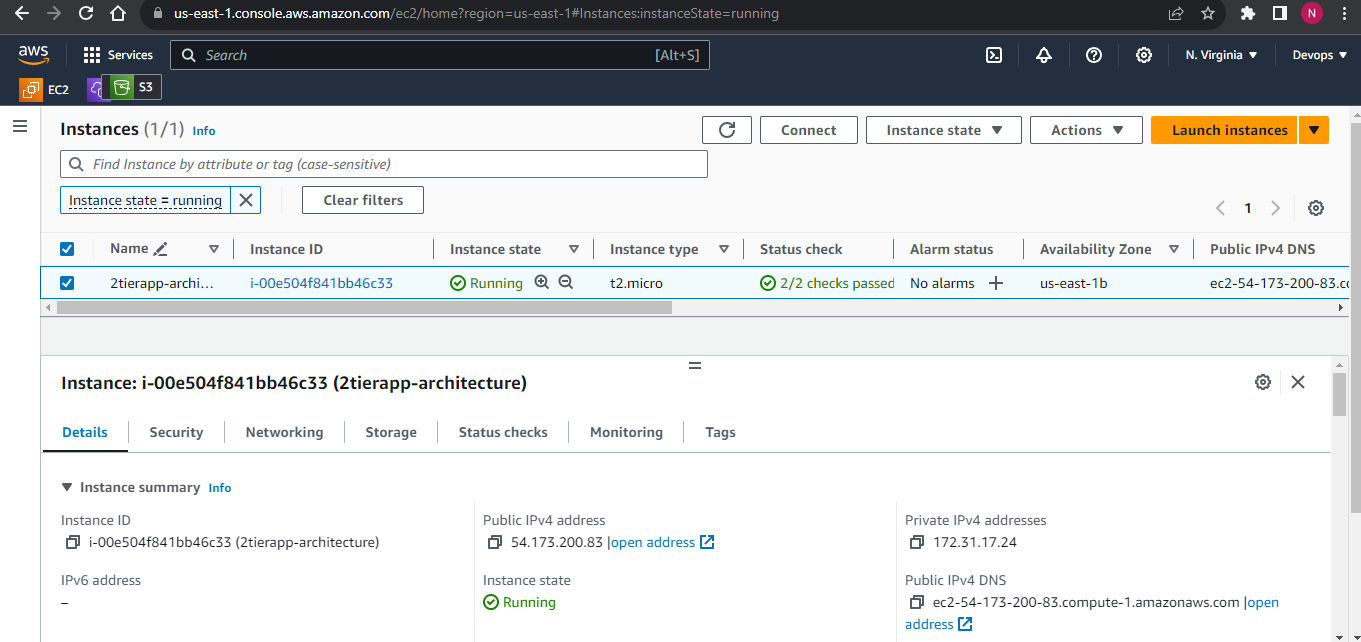 us-east-1.console.aws.amazon.com/ec2/home?region=us-east-1#Instances:instanceState=running
N
aws
Services
Search
[Alt+S]
N. Virginia
Devops
EC2
S3
Instances (1/1) Info
Connect
Instance state
Actions
Launch instances
Find Instance by attribute or tag (case-sensitive)
Instance state = running
Clear filters
1
Name
Instance ID
Instance state
Instance type
Status check
Alarm status
Availability Zone
Public IPv4 DNS
2tierapp-archi...
i-00e504f841bb46c33
Running
t2.micro
2/2 checks passed
No alarms
us-east-1b
ec2-54-173-200-83.co
Instance: i-00e504f841bb46c33 (2tierapp-architecture)
Details
Security
Networking
Storage
Status checks
Monitoring
Tags
Instance summary Info
Instance ID
i-00e504f841bb46c33 (2tierapp-architecture)
Public IPv4 address
54.173.200.83 |open address
Private IPv4 addresses
172.31.17.24
IPv6 address
–
Instance state
Running
Public IPv4 DNS
ec2-54-173-200-83.compute-1.amazonaws.com |open
address